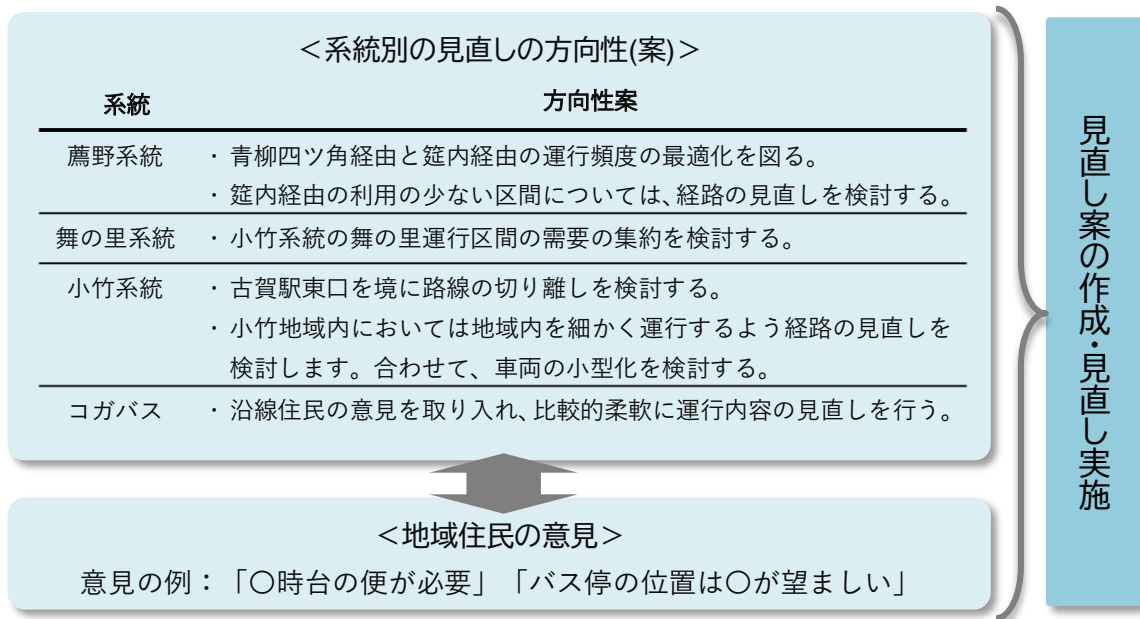 ＜系統別の見直しの方向性(案)＞
系統 方向性案
薦野系統 ・青柳四ツ角経由と筵内経由の運行頻度の最適化を図る。
・筵内経由の利用の少ない区間については、経路の見直しを検討する。
舞の里系統 ・小竹系統の舞の里運行区間の需要の集約を検討する。
小竹系統 ・古賀駅東口を境に路線の切り離しを検討する。
・小竹地域内においては地域内を細かく運行するよう経路の見直しを
検討します。合わせて、車両の小型化を検討する。
コガバス ・沿線住民の意見を取り入れ、比較的柔軟に運行内容の見直しを行う。
＜地域住民の意見＞
意見の例：「〇時台の便が必要」「バス停の位置は〇が望ましい」
見直し案の作成・見直し実施